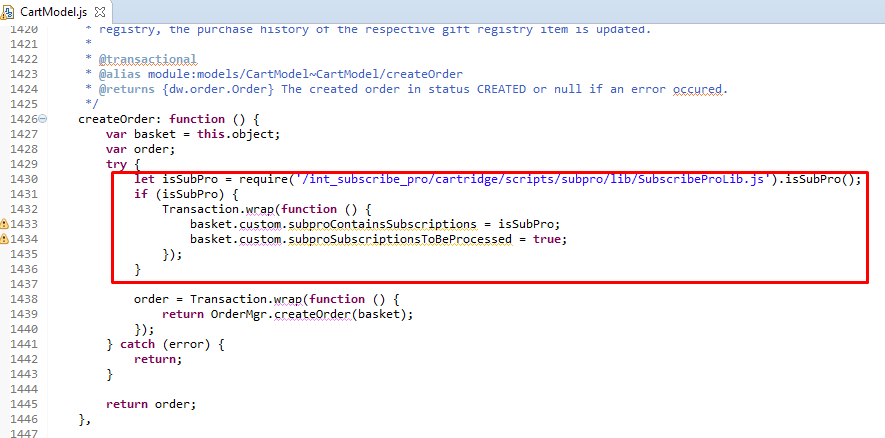 CartModel.js
1420 * registry, the purchase history of the respective gift registry item is updated.
1421 *
1422 * @transactional
1423 * @alias module:models/CartModel~CartModel/createOrder
1424 * @returns {dw.order.Order} The created order in status CREATED or null if an error occured.
1425 */
1426 createOrder: function () {
1427 var basket = this.object;
1428 var order;
1429 try {
1430 let isSubPro = require('/int_subscribe_pro/cartridge/scripts/subpro/lib/SubscribeProLib.js').isSubPro();
1431 if (isSubPro) {
1432 Transaction.wrap(function () {
1433 basket.custom.subproContainsSubscriptions = isSubPro;
1434 basket.custom.subproSubscriptionsToBeProcessed = true;
1435 });
1436 }
1437
1438 order = Transaction.wrap(function () {
1439 return OrderMgr.createOrder(basket);
1440 });
1441 } catch (error) {
1442 return;
1443 }
1444
1445 return order;
1446 },
1447